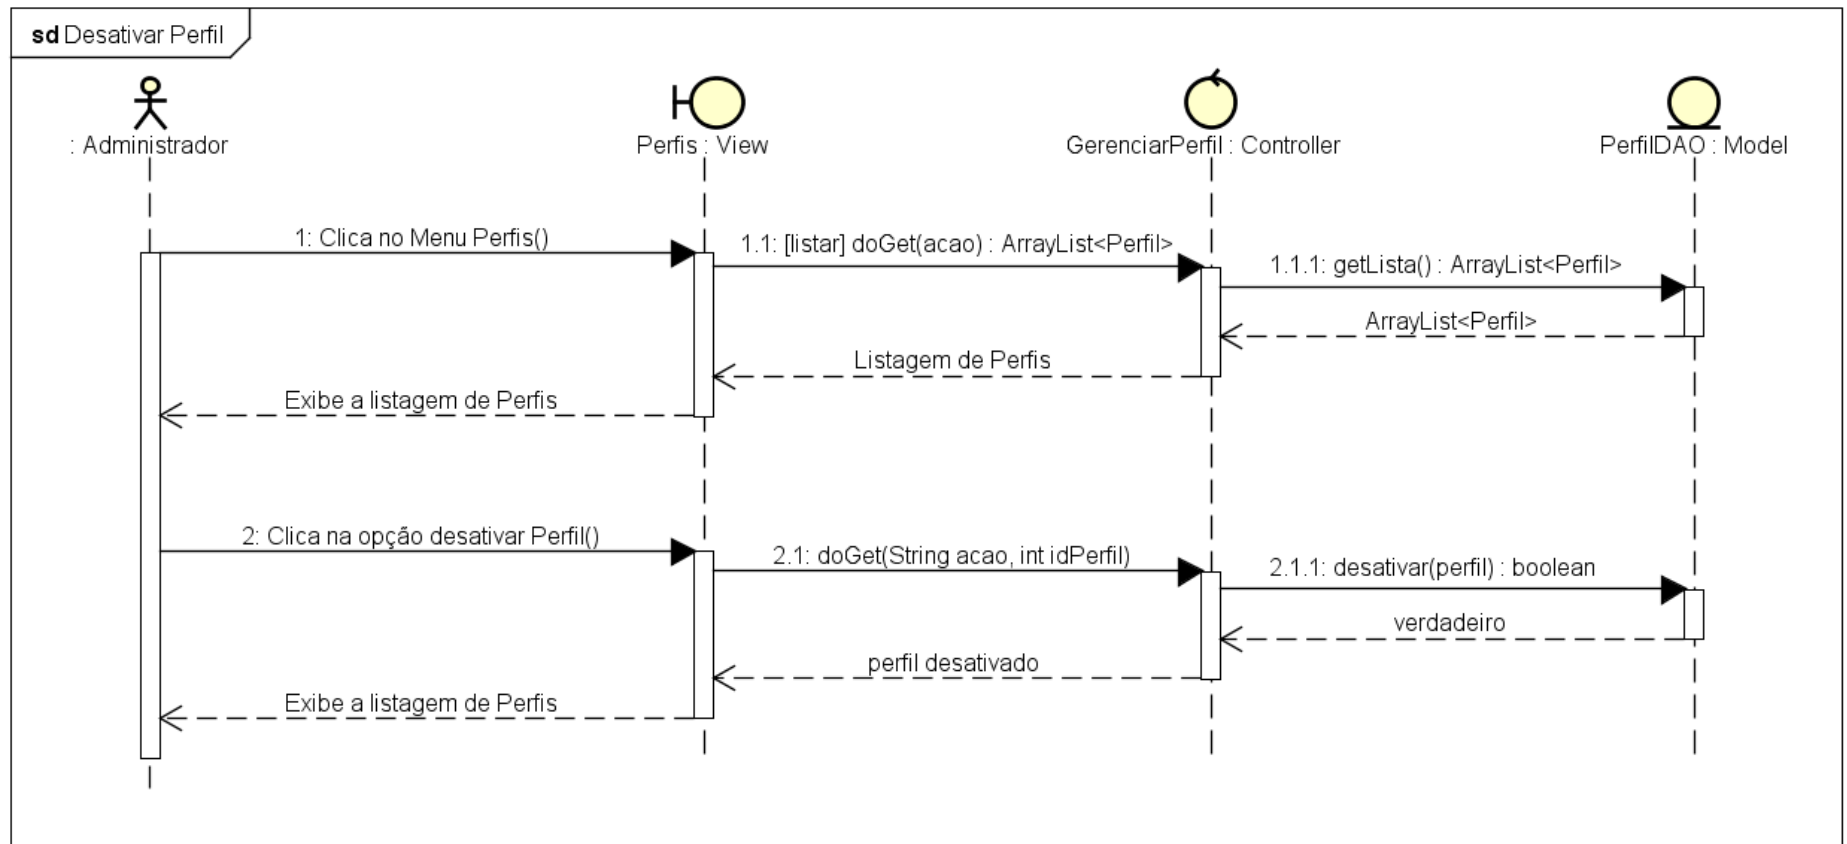 sd Desativar Perfil
: Administrador
Perfis : View
GerenciarPerfil : Controller
PerfilDAO : Model
1: Clica no Menu Perfis()
1.1: [listar] doGet(acao) : ArrayList<Perfil>
1.1.1: getLista() : ArrayList<Perfil>
ArrayList<Perfil>
Listagem de Perfis
Exibe a listagem de Perfis
2: Clica na opção desativar Perfil()
2.1: doGet(String acao, int idPerfil)
2.1.1: desativar(perfil) : boolean
verdadeiro
perfil desativado
Exibe a listagem de Perfis